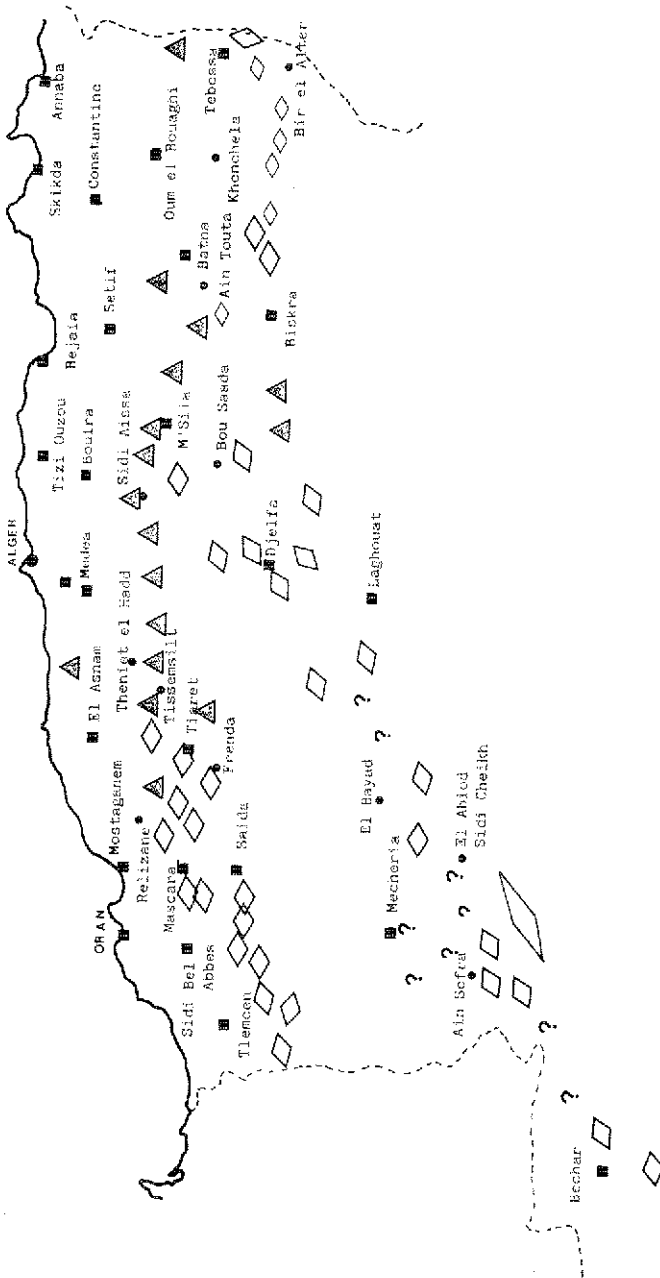 ALGER
ORAN
Mostaganem
Relizane
El Asnam
Medea
Theniet el Hadd
Tissemsilt
Tiaret
Frenda
Mascara
Saida
Sidi Bel
Abbes
Tlemcen
Tizi Ouzou
Bouira
Sidi Aissa
M'Sila
Bou Saada
Djelfa
Laghouat
Bejaia
Setif
Skikda
Constantine
Annaba
Oum el Bouaghi
Batna
Ain Touta
Khenchela
Tebessa
Bir el Ater
Biskra
El Bayad
Mecheria
El Abiod
Sidi Cheikh
Ain Sefra
Bechar
?
?
?
?
?
?
?
?
?